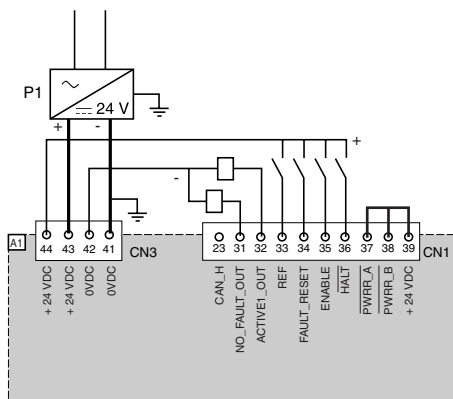 P1
24 V
+ -
+
-
A1
44 43 42 41
CN3
23 31 32 33 34 35 36 37 38 39
CN1
+ 24 VDC
+ 24 VDC
0VDC
0VDC
CAN_H
NO_FAULT_OUT
ACTIVE1_OUT
REF
FAULT_RESET
ENABLE
HALT
PWRR_A
PWRR_B
+ 24 VDC